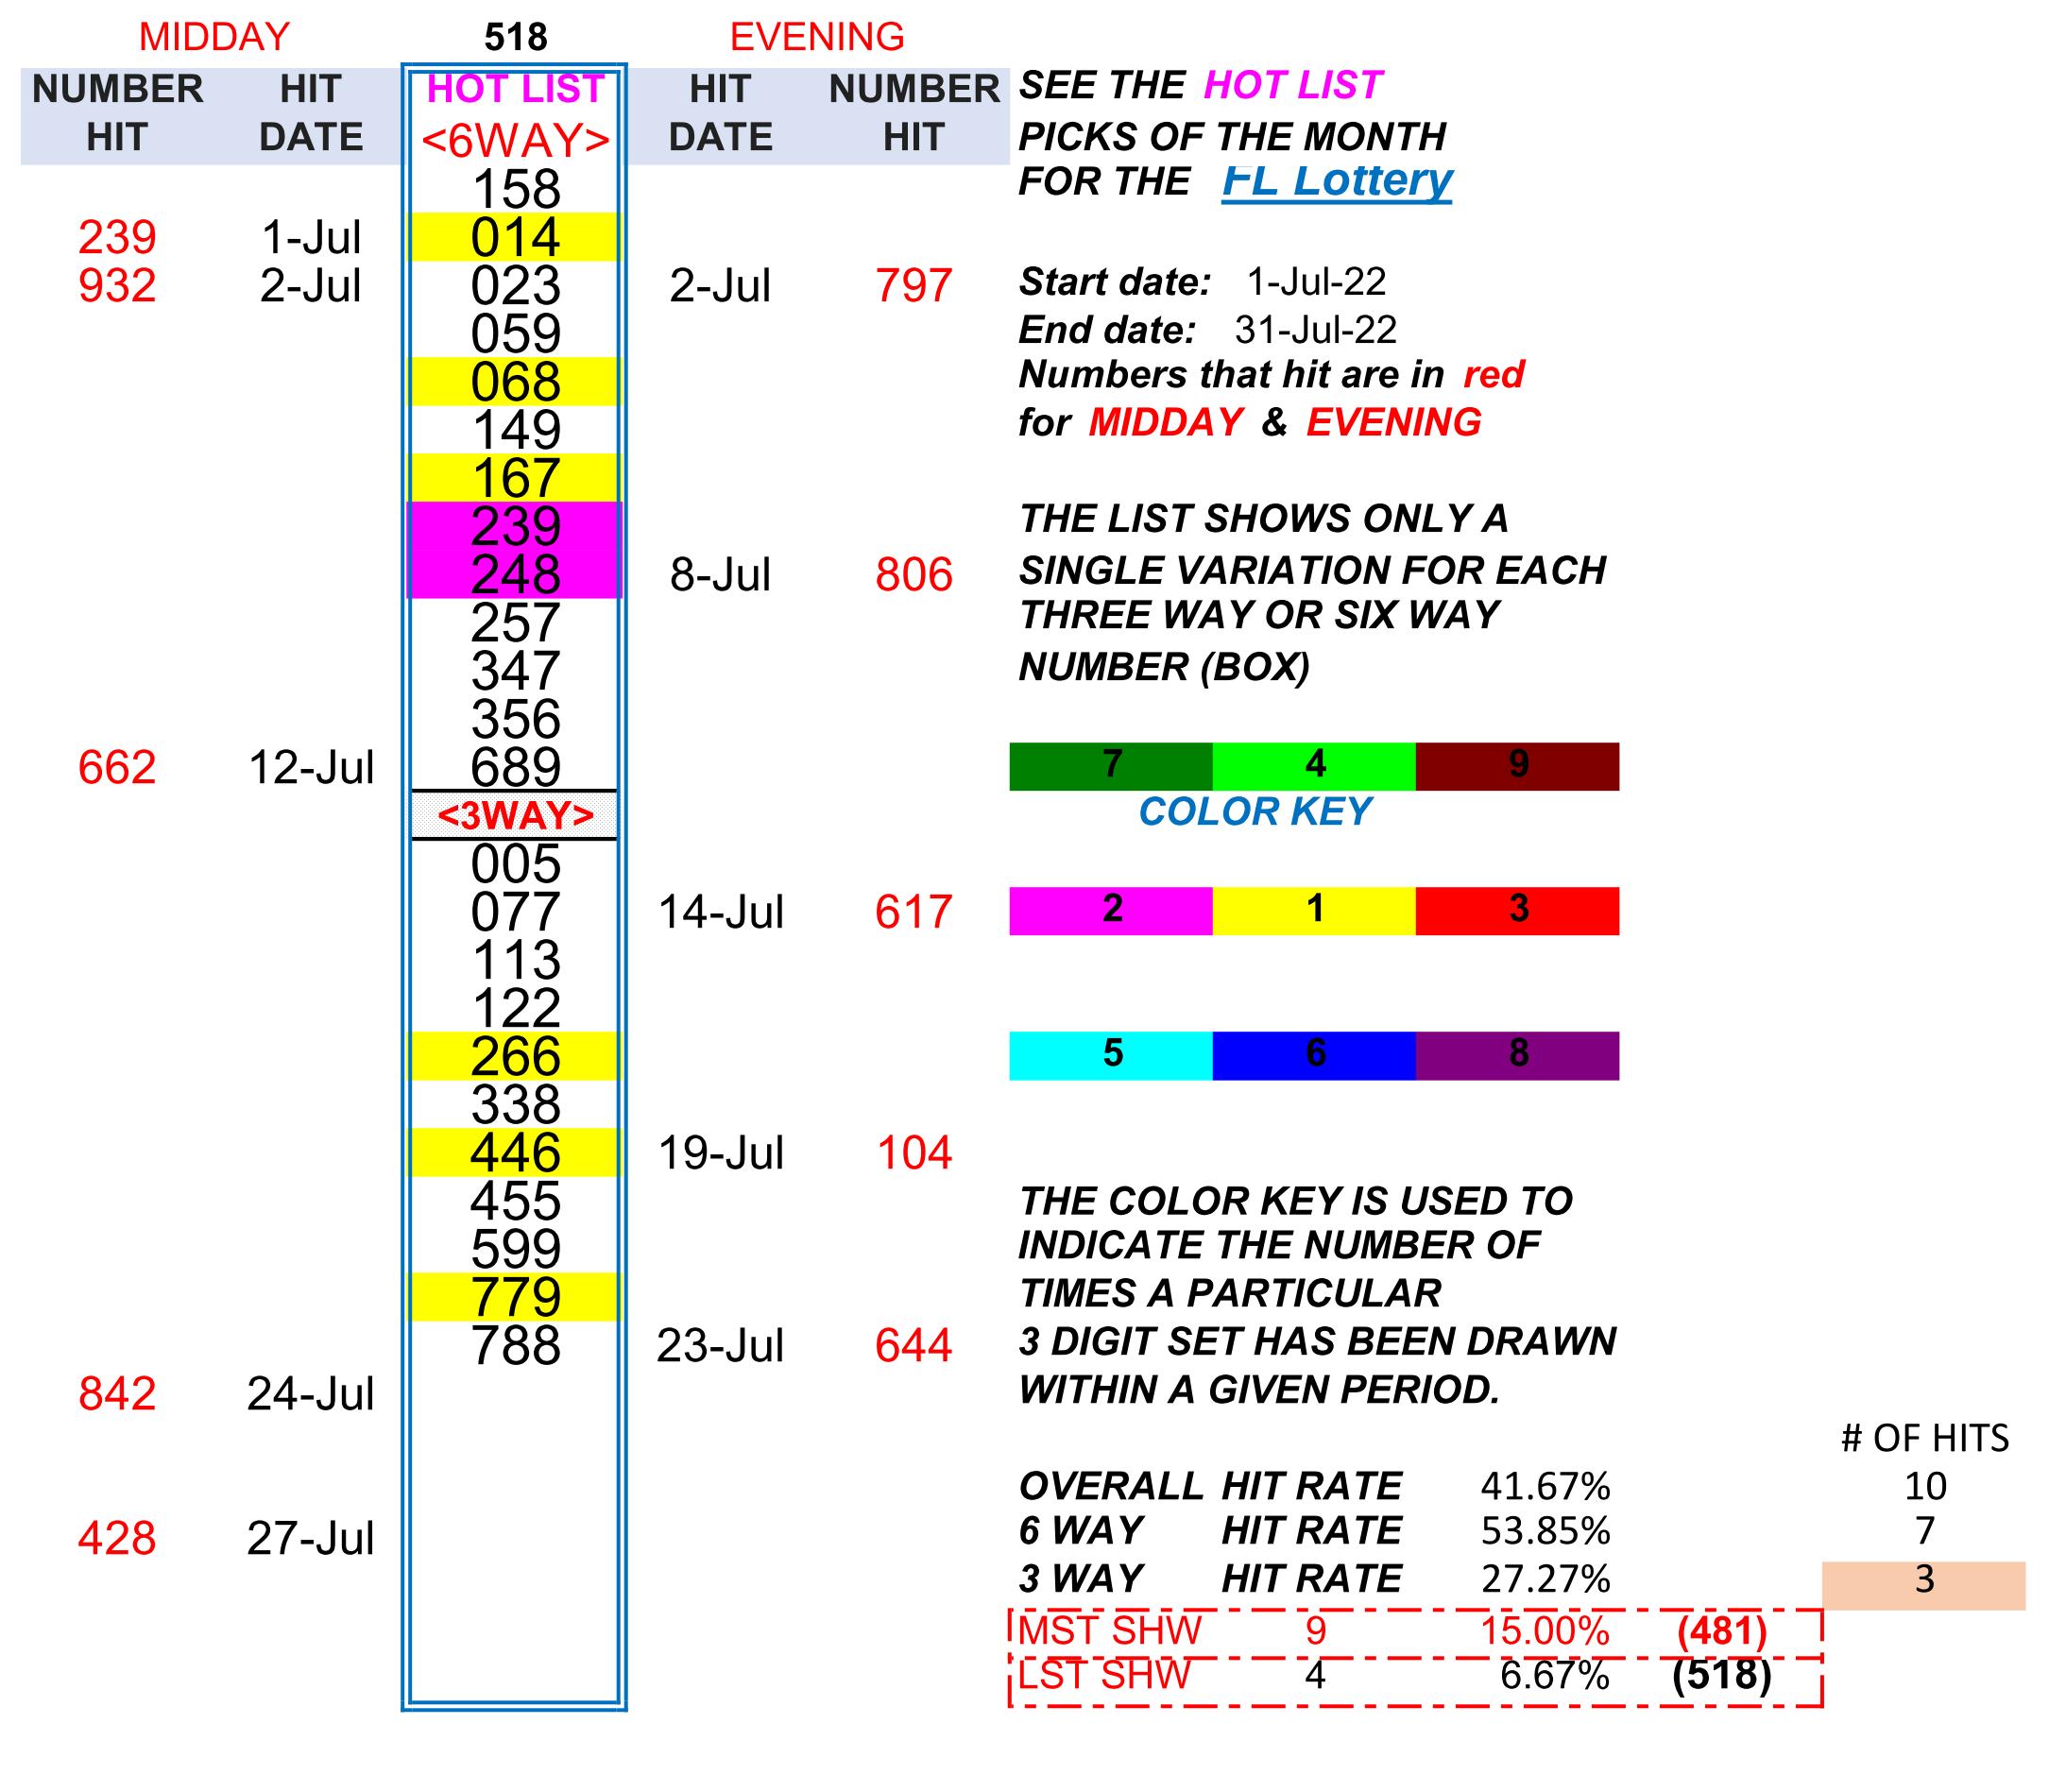 MIDDAY 518 EVENING
NUMBER HIT HOT LIST HIT NUMBER SEE THE HOT LIST
HIT DATE <6WAY> DATE HIT PICKS OF THE MONTH
158 FOR THE FL Lottery
239 1-Jul 014
932 2-Jul 023 2-Jul 797 Start date: 1-Jul-22
059 End date: 31-Jul-22
068 Numbers that hit are in red
149 for MIDDAY & EVENING
167
239 THE LIST SHOWS ONLY A
248 8-Jul 806 SINGLE VARIATION FOR EACH
257 THREE WAY OR SIX WAY
347 NUMBER (BOX)
356
662 12-Jul 689 7 4 9
<3WAY> COLOR KEY
005
077 14-Jul 617 2 1 3
113
122
266 5 6 8
338
446 19-Jul 104
455 THE COLOR KEY IS USED TO
599 INDICATE THE NUMBER OF
779 TIMES A PARTICULAR
788 23-Jul 644 3 DIGIT SET HAS BEEN DRAWN
842 24-Jul WITHIN A GIVEN PERIOD.
# OF HITS
OVERALL HIT RATE 41.67% 10
428 27-Jul 6 WAY HIT RATE 53.85% 7
3 WAY HIT RATE 27.27% 3
MST SHW 9 15.00% (481)
LST SHW 4 6.67% (518)